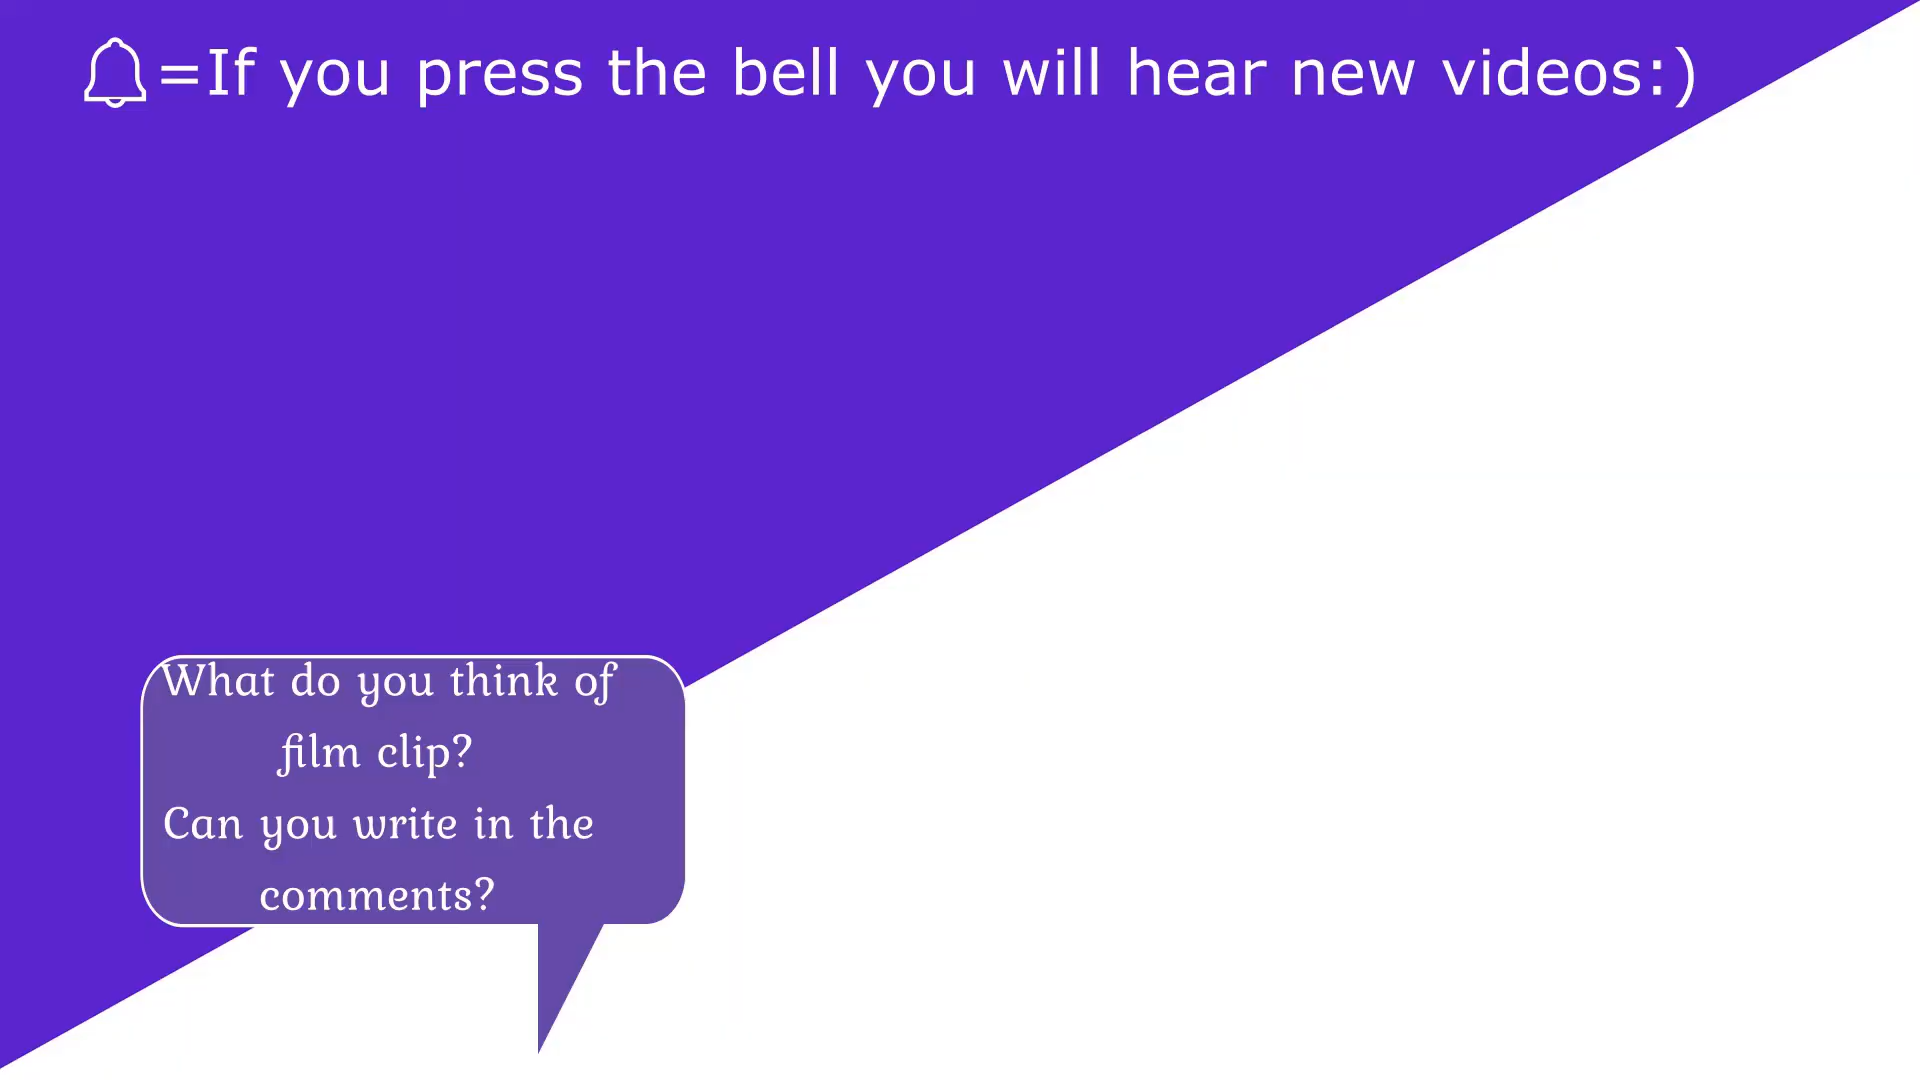 =If you press the bell you will hear new videos:)
What do you think of
film clip?
Can you write in the
comments?